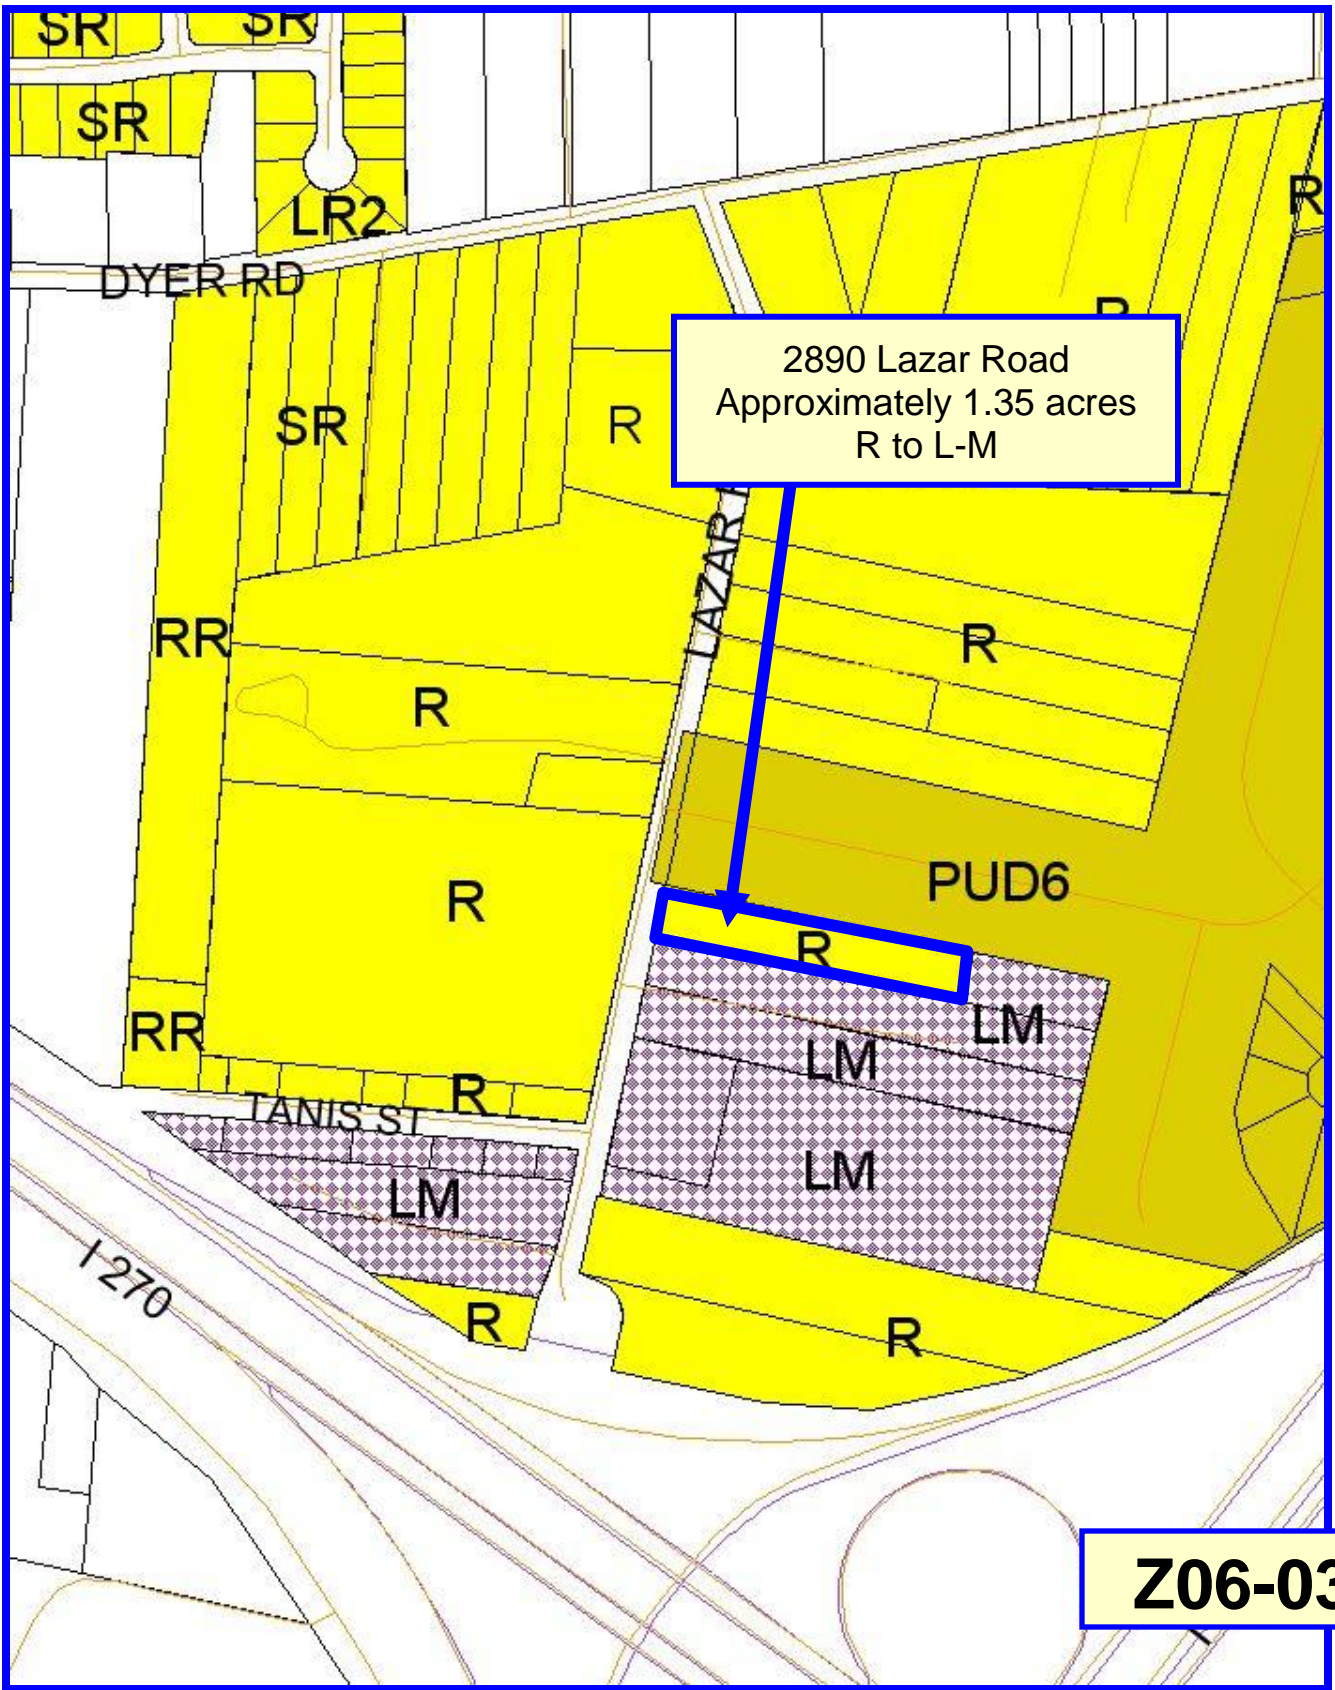 SR
SR
SR
LR2
R
DYER RD
R
2890 Lazar Road
Approximately 1.35 acres
R to L-M
SR
R
LAZAR
RR
R
R
PUD6
R
R
LM
RR
LM
R
TANIS ST
LM
LM
I 270
R
R
Z06-03